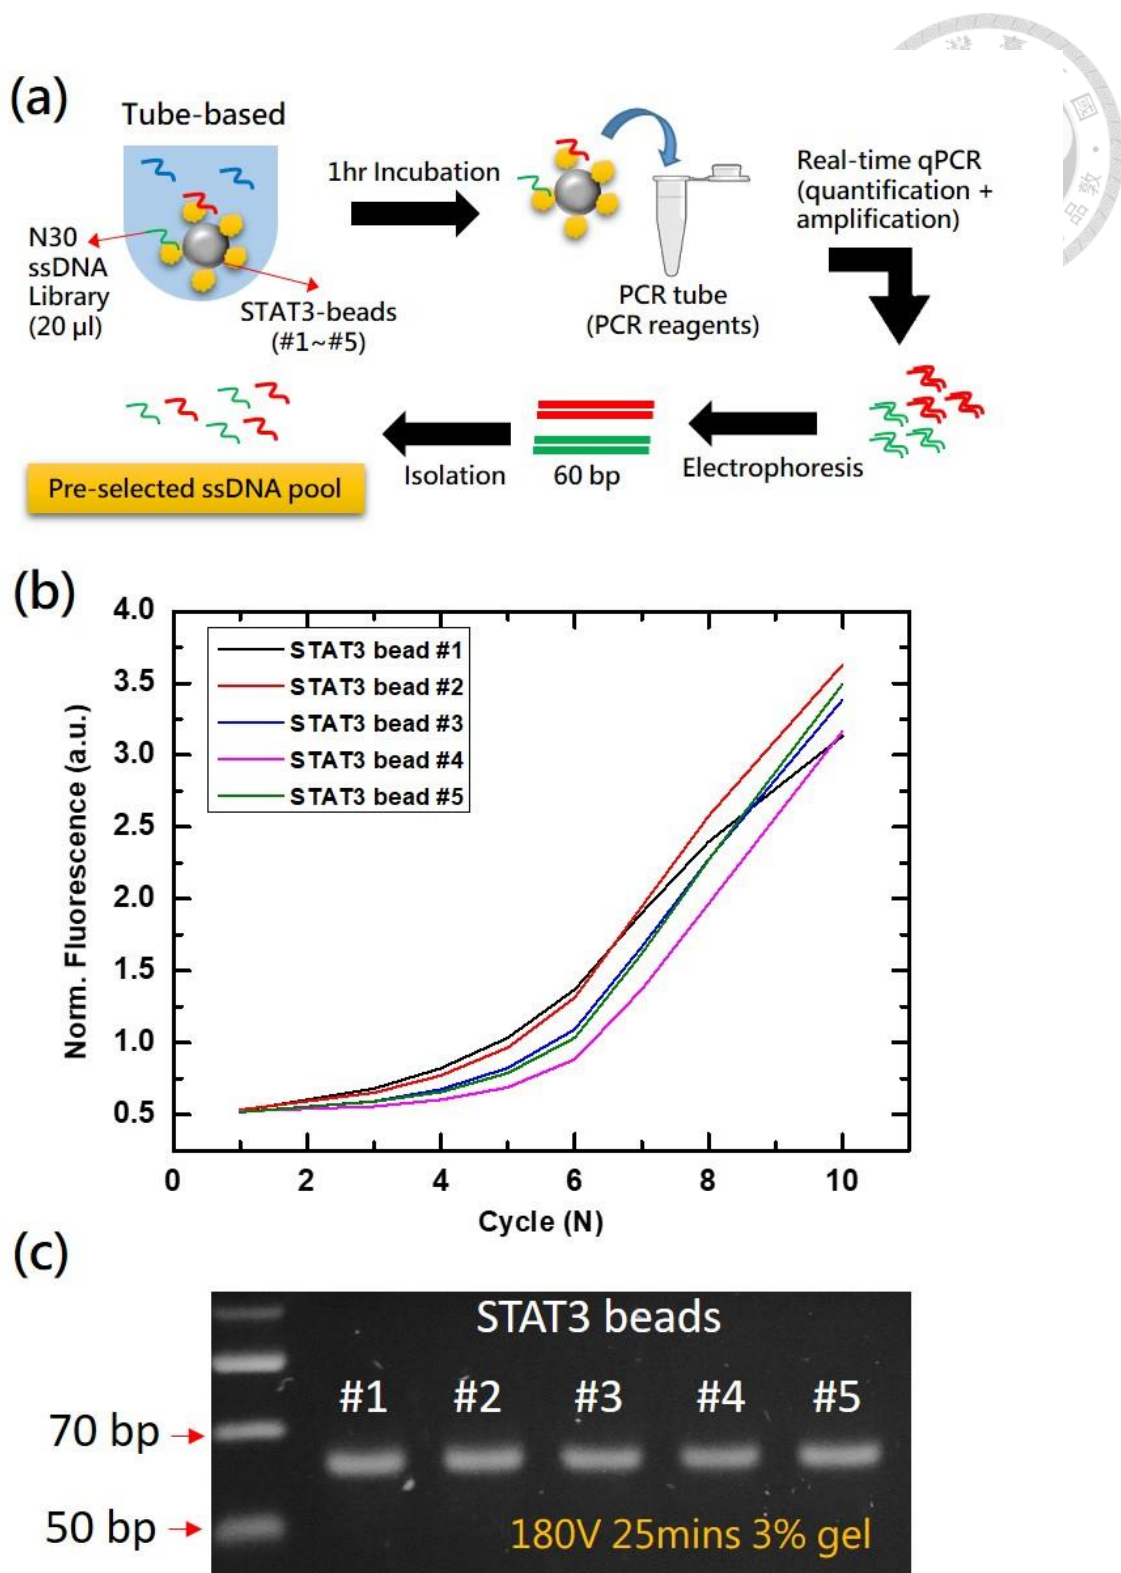 (a)
Tube-based
N30
ssDNA
Library
(20 µl)
STAT3-beads
(#1~#5)
1hr Incubation
PCR tube
(PCR reagents)
Real-time qPCR
(quantification +
amplification)
Electrophoresis
60 bp
Isolation
Pre-selected ssDNA pool
(b)
Norm. Fluorescence (a.u.)
4.0
3.5
3.0
2.5
2.0
1.5
1.0
0.5
STAT3 bead #1
STAT3 bead #2
STAT3 bead #3
STAT3 bead #4
STAT3 bead #5
0 2 4 6 8 10
Cycle (N)
(c)
STAT3 beads
#1 #2 #3 #4 #5
70 bp
50 bp
180V 25mins 3% gel